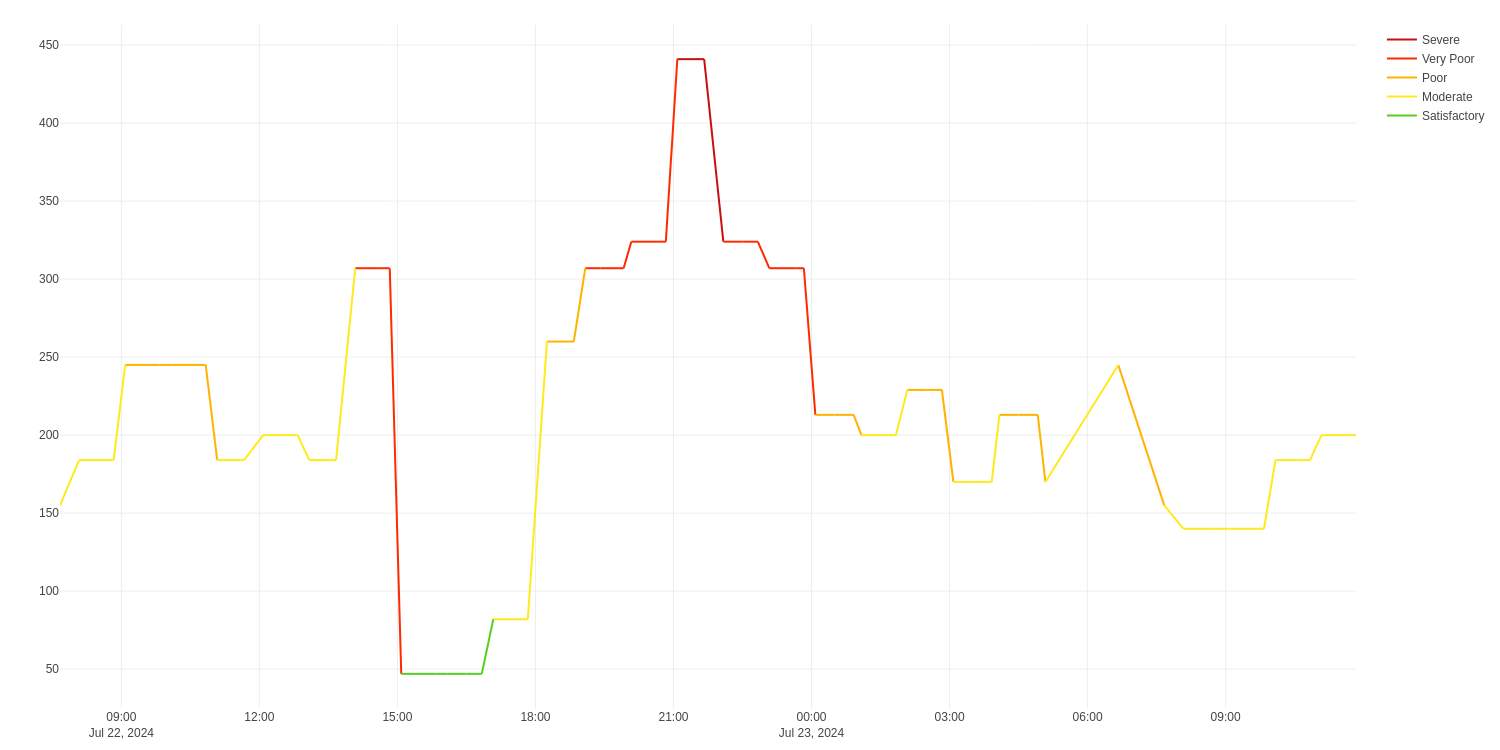 450
400
350
300
250
200
150
100
50
09:00
Jul 22, 2024
12:00
15:00
18:00
21:00
00:00
Jul 23, 2024
03:00
06:00
09:00
Severe
Very Poor
Poor
Moderate
Satisfactory